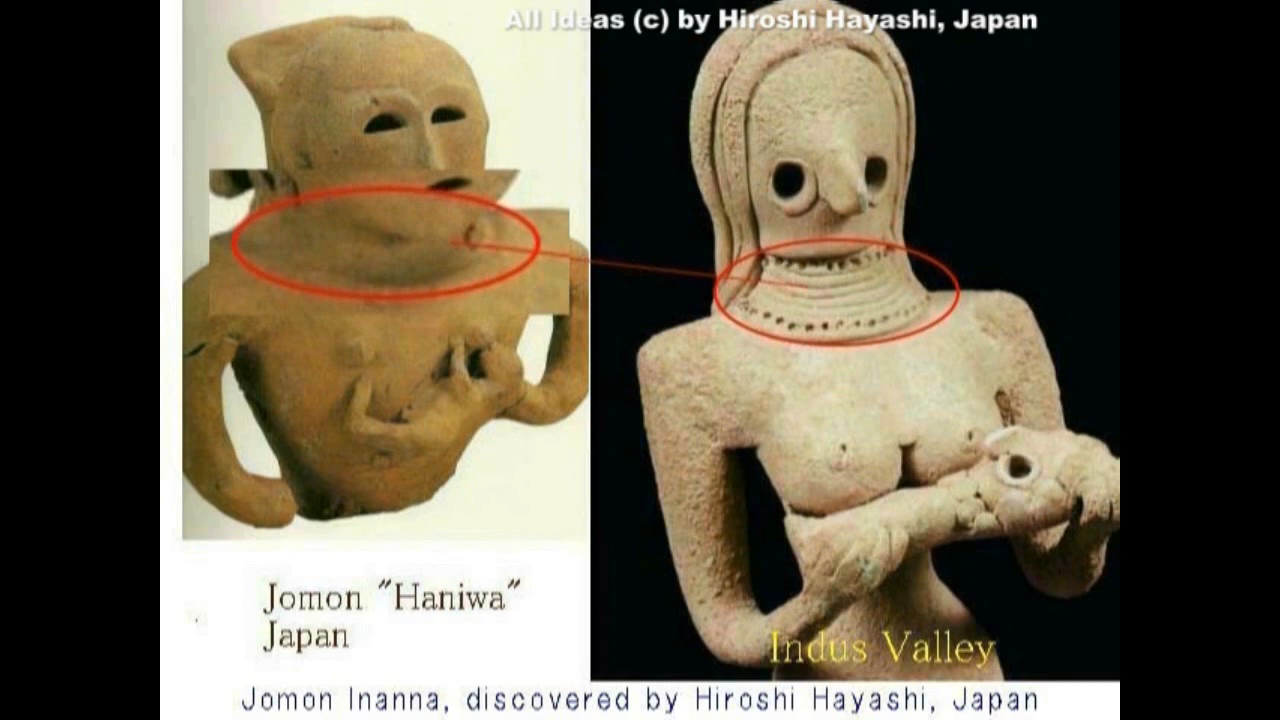 All Ideas (c) by Hiroshi Hayashi, Japan
Jomon "Haniwa"
Japan
Indus Valley
Jomon Inanna, discovered by Hiroshi Hayashi, Japan